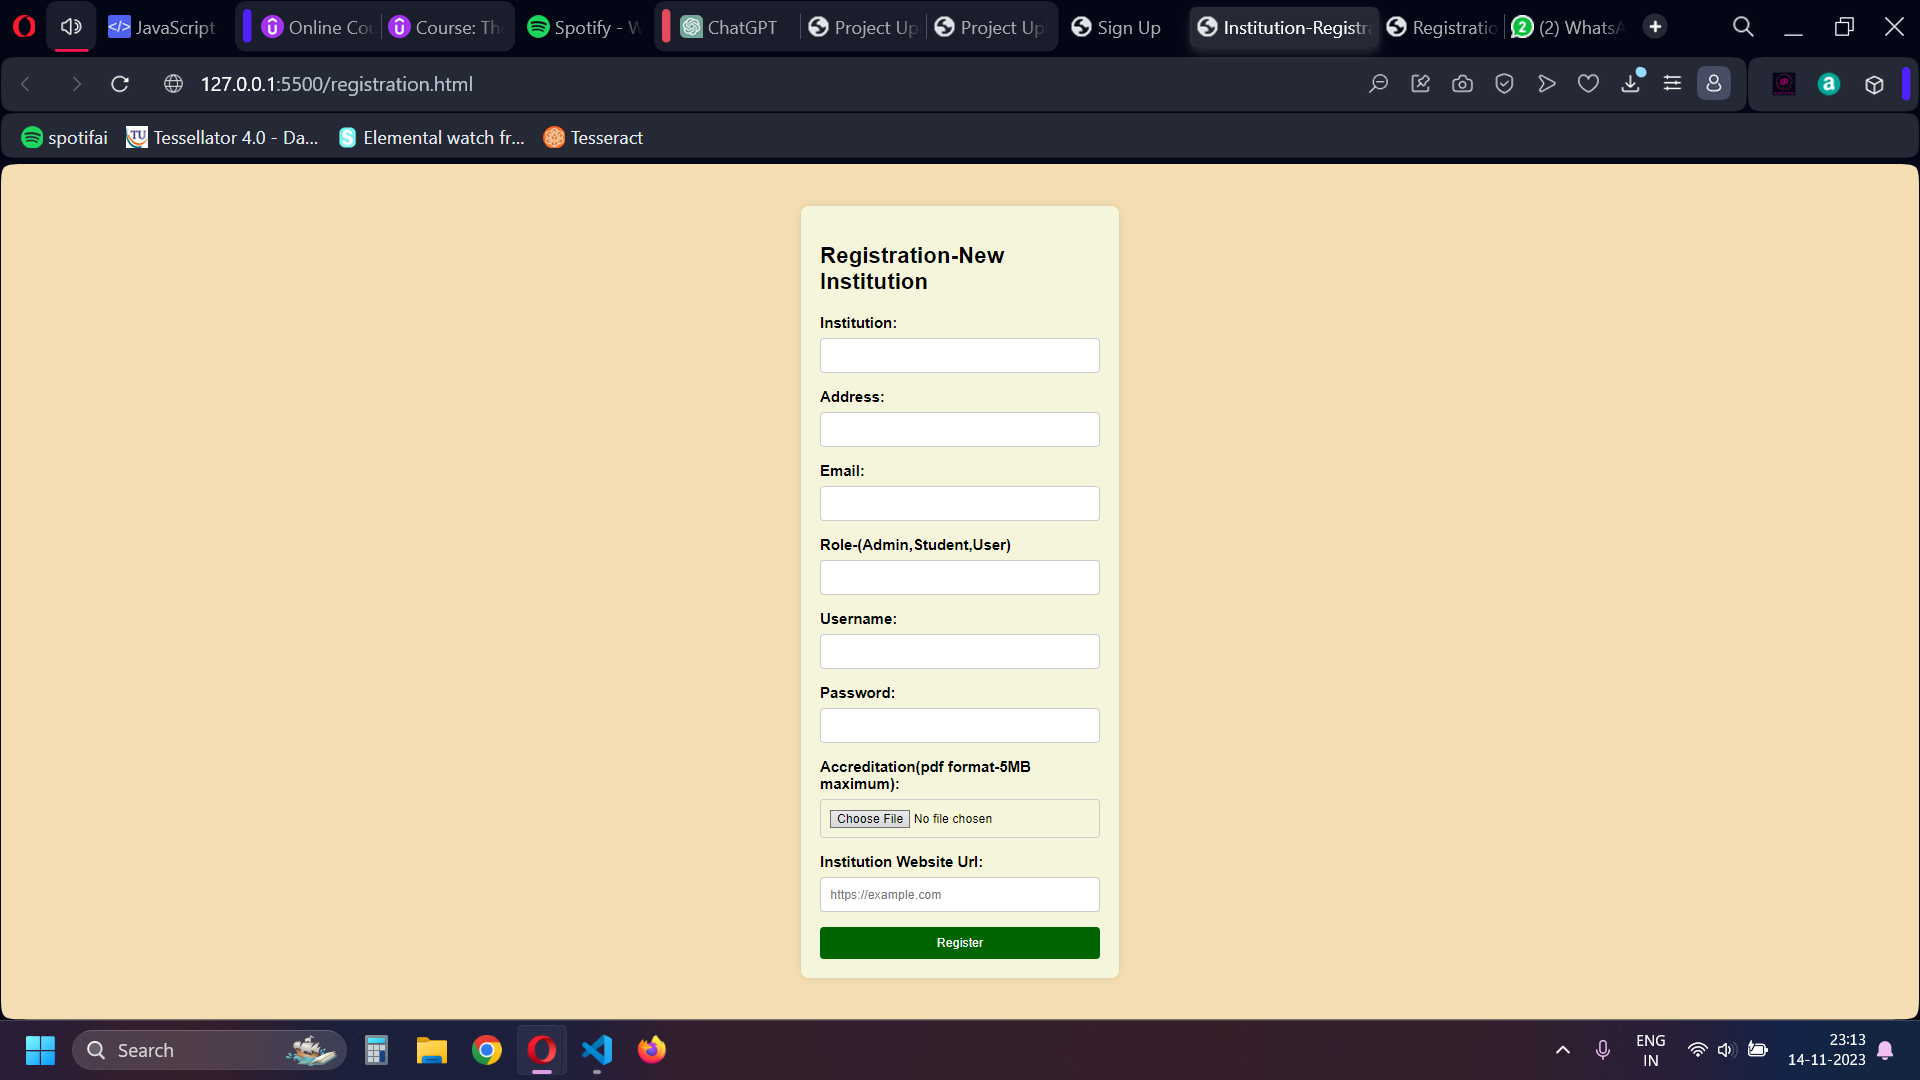 JavaScript
Online Cou
Course: Th
Spotify - W
ChatGPT
Project Up
Project Up
Sign Up
Institution-Registra
Registratio
(2) WhatsA
127.0.0.1:5500/registration.html
spotifai
Tessellator 4.0 - Da...
Elemental watch fr...
Tesseract
Registration-New
Institution
Institution:
Address:
Email:
Role-(Admin,Student,User)
Username:
Password:
Accreditation(pdf format-5MB
maximum):
Choose File No file chosen
Institution Website Url:
https://example.com
Register
Search
ENG
IN
23:13
14-11-2023